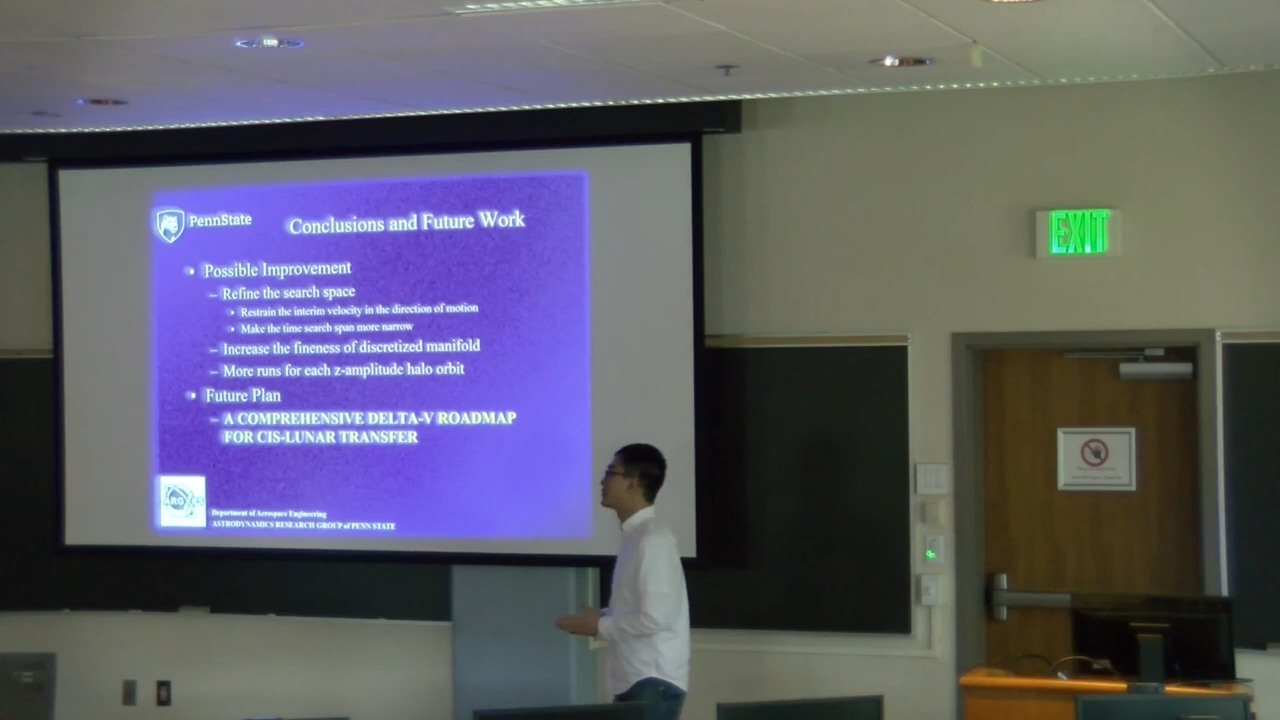 PennState
Conclusions and Future Work
• Possible Improvement
– Refine the search space
• Restrain the interim velocity in the direction of motion
• Make the time search span more narrow
– Increase the fineness of discretized manifold
– More runs for each z-amplitude halo orbit
• Future Plan
– A COMPREHENSIVE DELTA-V ROADMAP
FOR CIS-LUNAR TRANSFER
Department of Aerospace Engineering
ASTRODYNAMICS RESEARCH GROUP of PENN STATE
EXIT